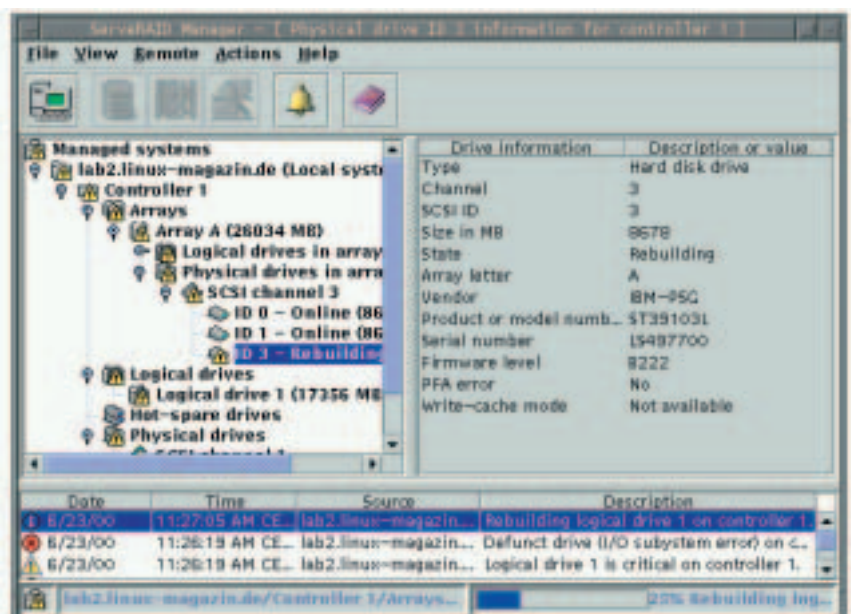 ServeRAID Manager - [ Physical drive ID 3 information for controller 1 ]
File View Remote Actions Help
Managed systems
lab2.linux-magazin.de (Local syst
Controller 1
Arrays
Array A (26034 MB)
Logical drives in array
Physical drives in arra
SCSI channel 3
ID 0 - Online (86
ID 1 - Online (86
ID 3 - Rebuilding
Logical drives
Logical drive 1 (17356 MB
Hot-spare drives
Physical drives
SCSI channel 1
Drive information Description or value
Type Hard disk drive
Channel 3
SCSI ID 3
Size in MB 8678
State Rebuilding
Array letter A
Vendor IBM-PSG
Product or model numb... ST39103L
Serial number LS497700
Firmware level B222
PFA error No
Write-cache mode Not available
Date Time Source Description
6/23/00 11:27:05 AM CE... lab2.linux-magazin... Rebuilding logical drive 1 on controller 1.
6/23/00 11:26:19 AM CE... lab2.linux-magazin... Defunct drive (I/O subystem error) on c...
6/23/00 11:26:19 AM CE... lab2.linux-magazin... Logical drive 1 is critical on controller 1.
lab2.linux-magazin.de/Controller 1/Arrays... 23% Rebuilding log...